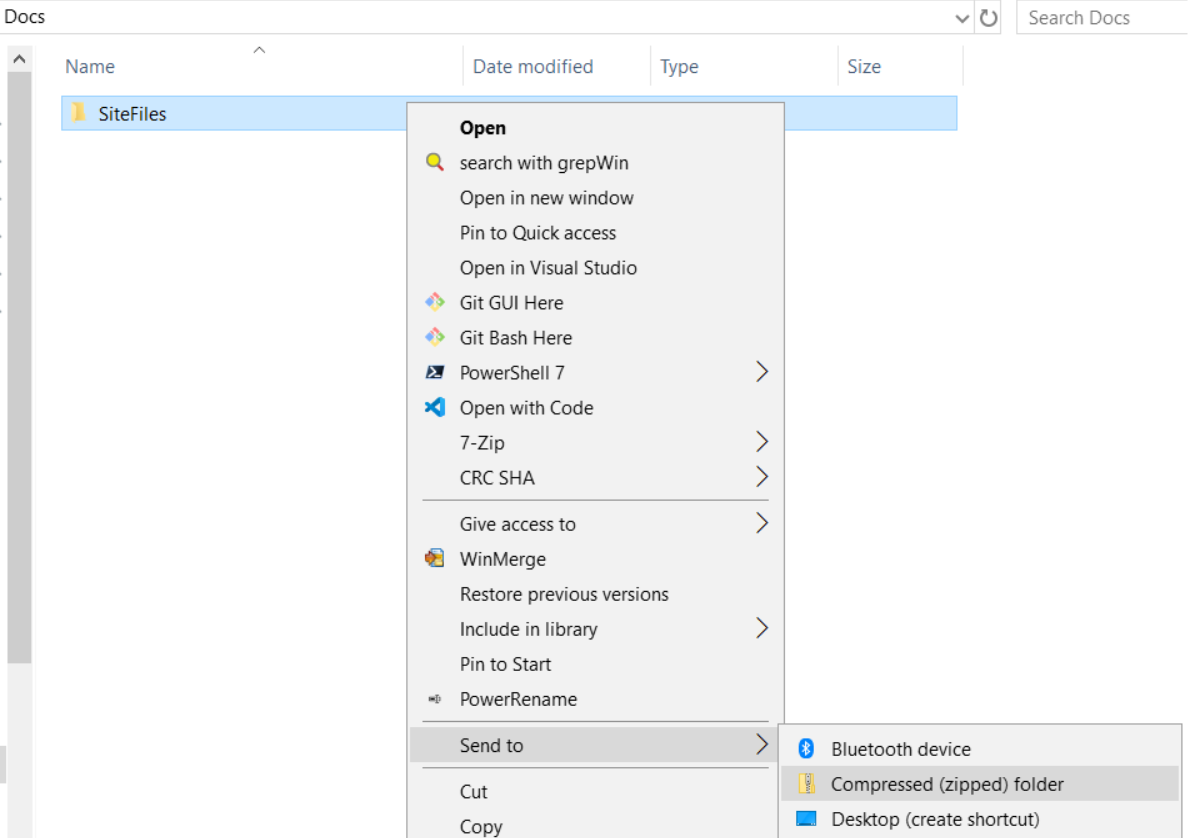 Docs
Search Docs
Name
Date modified
Type
Size
SiteFiles
Open
search with grepWin
Open in new window
Pin to Quick access
Open in Visual Studio
Git GUI Here
Git Bash Here
PowerShell 7
Open with Code
7-Zip
CRC SHA
Give access to
WinMerge
Restore previous versions
Include in library
Pin to Start
PowerRename
Send to
Bluetooth device
Compressed (zipped) folder
Desktop (create shortcut)
Cut
Copy